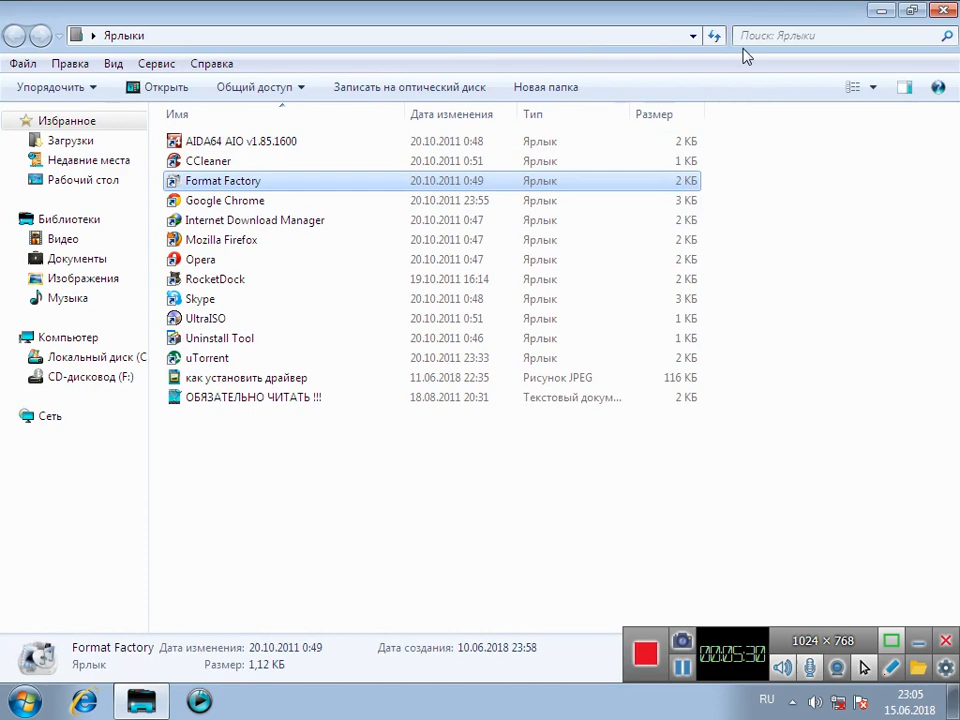 Ярлыки
Поиск: Ярлыки
Файл Правка Вид Сервис Справка
Упорядочить Открыть Общий доступ Записать на оптический диск Новая папка
Избранное
Загрузки
Недавние места
Рабочий стол
Библиотеки
Видео
Документы
Изображения
Музыка
Компьютер
Локальный диск (C
CD-дисковод (F:)
Сеть
Имя Дата изменения Тип Размер
AIDA64 AIO v1.85.1600 20.10.2011 0:48 Ярлык 2 КБ
CCleaner 20.10.2011 0:51 Ярлык 1 КБ
Format Factory 20.10.2011 0:49 Ярлык 2 КБ
Google Chrome 20.10.2011 23:55 Ярлык 3 КБ
Internet Download Manager 20.10.2011 0:47 Ярлык 2 КБ
Mozilla Firefox 20.10.2011 0:47 Ярлык 2 КБ
Opera 20.10.2011 0:47 Ярлык 2 КБ
RocketDock 19.10.2011 16:14 Ярлык 2 КБ
Skype 20.10.2011 0:48 Ярлык 3 КБ
UltraISO 20.10.2011 0:51 Ярлык 1 КБ
Uninstall Tool 20.10.2011 0:46 Ярлык 1 КБ
uTorrent 20.10.2011 23:33 Ярлык 2 КБ
как установить драйвер 11.06.2018 22:35 Рисунок JPEG 116 КБ
ОБЯЗАТЕЛЬНО ЧИТАТЬ !!! 18.08.2011 20:31 Текстовый докум... 2 КБ
Format Factory Дата изменения: 20.10.2011 0:49 Дата создания: 10.06.2018 23:58
Ярлык Размер: 1,12 КБ
00:05:30
1024 × 768
RU
23:05
15.06.2018